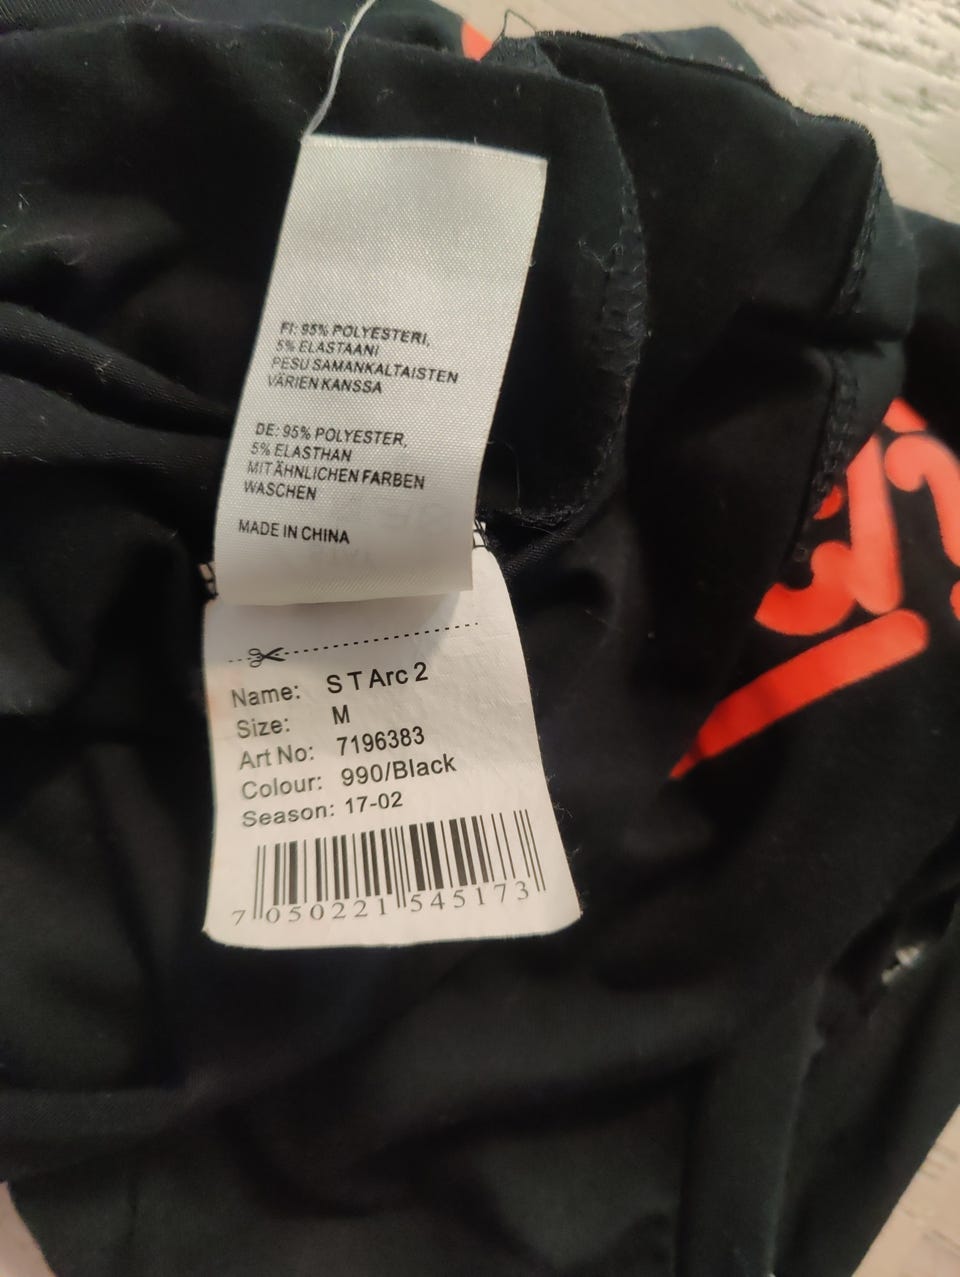 FI: 95% POLYESTERI,
5% ELASTAANI
PESU SAMANKALTAISTEN
VÄRIEN KANSSA
DE: 95% POLYESTER,
5% ELASTHAN
MIT ÄHNLICHEN FARBEN
WASCHEN
MADE IN CHINA
Name: S T Arc 2
Size: M
Art No: 7196383
Colour: 990/Black
Season: 17-02
7 050221 545173